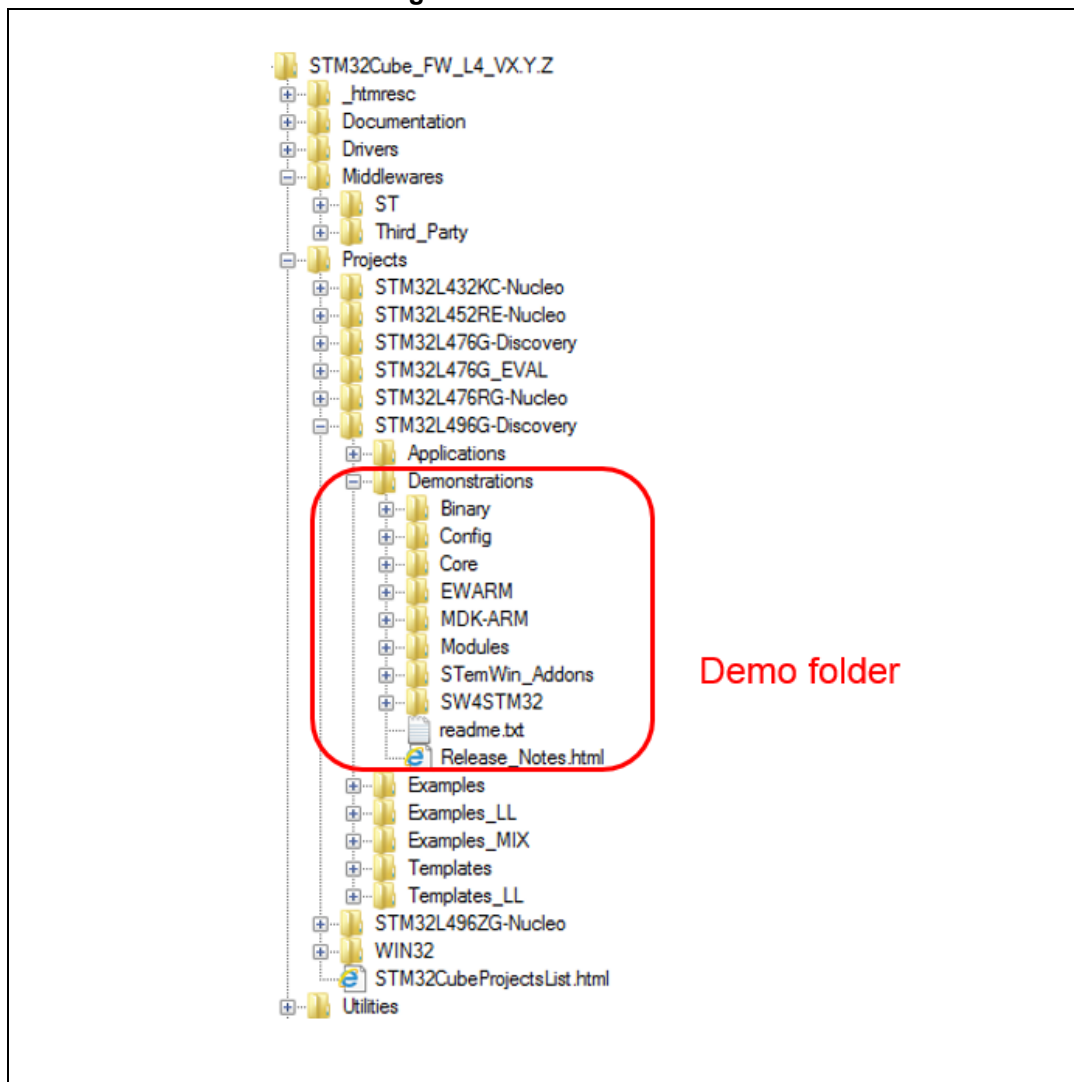 STM32Cube_FW_L4_VX.Y.Z
_htmresc
Documentation
Drivers
Middlewares
ST
Third_Party
Projects
STM32L432KC-Nucleo
STM32L452RE-Nucleo
STM32L476G-Discovery
STM32L476G_EVAL
STM32L476RG-Nucleo
STM32L496G-Discovery
Applications
Demonstrations
Binary
Config
Core
EWARM
MDK-ARM
Modules
STemWin_Addons
SW4STM32
readme.txt
Release_Notes.html
Demo folder
Examples
Examples_LL
Examples_MIX
Templates
Templates_LL
STM32L496ZG-Nucleo
WIN32
STM32CubeProjectsList.html
Utilities